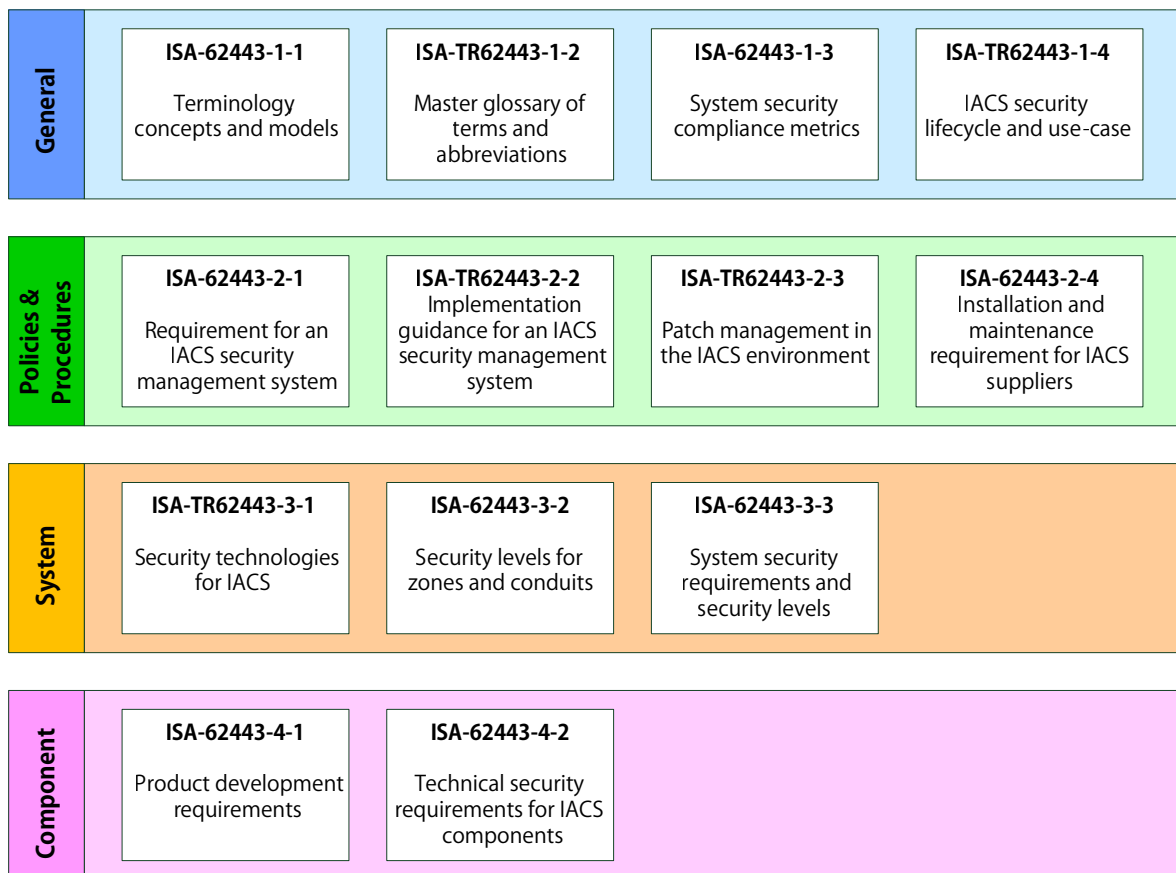 General
ISA-62443-1-1
Terminology
concepts and models
ISA-TR62443-1-2
Master glossary of
terms and
abbreviations
ISA-62443-1-3
System security
compliance metrics
ISA-TR62443-1-4
IACS security
lifecycle and use-case
Policies &
Procedures
ISA-62443-2-1
Requirement for an
IACS security
management system
ISA-TR62443-2-2
Implementation
guidance for an IACS
security management
system
ISA-TR62443-2-3
Patch management in
the IACS environment
ISA-62443-2-4
Installation and
maintenance
requirement for IACS
suppliers
System
ISA-TR62443-3-1
Security technologies
for IACS
ISA-62443-3-2
Security levels for
zones and conduits
ISA-62443-3-3
System security
requirements and
security levels
Component
ISA-62443-4-1
Product development
requirements
ISA-62443-4-2
Technical security
requirements for IACS
components